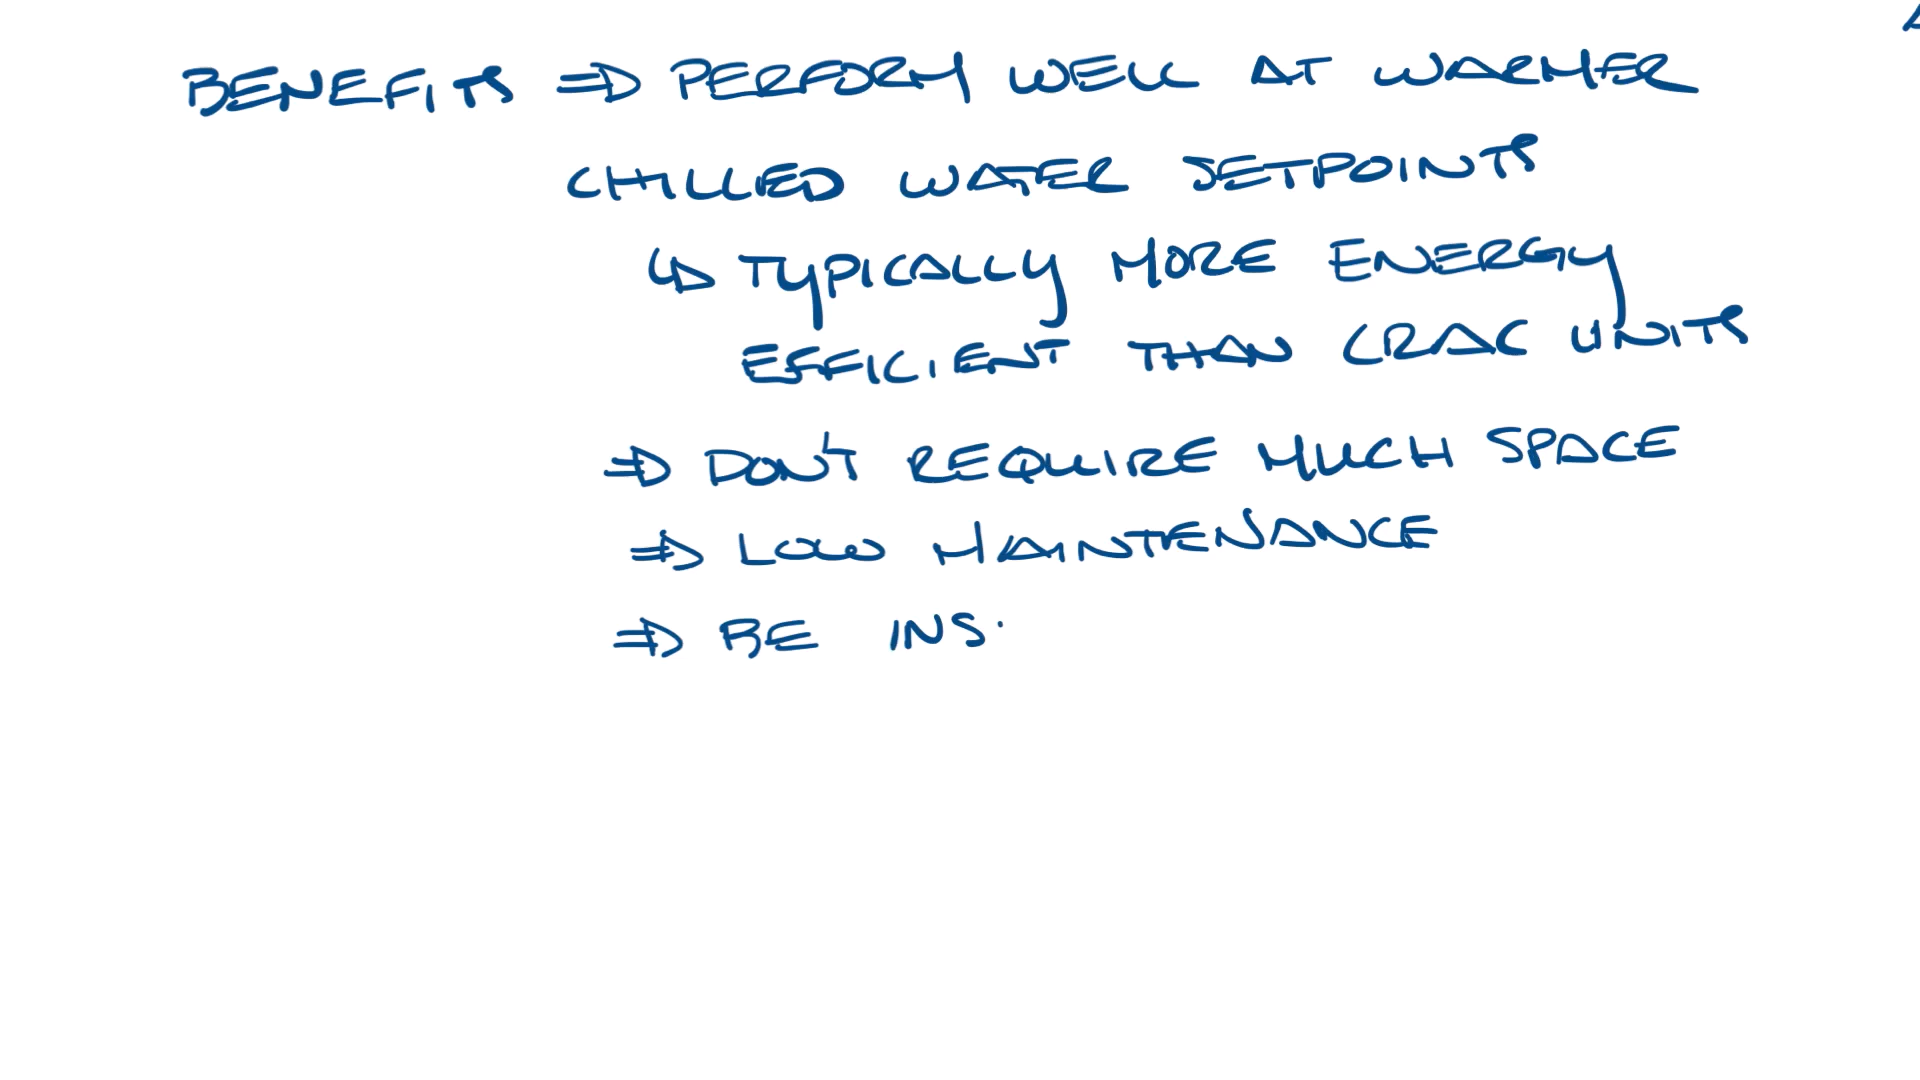 BENEFITS ⇒ PERFORM WELL AT WARMER
CHILLED WATER SETPOINTS
↳ TYPICALLY MORE ENERGY
EFFICIENT THAN CRAC UNITS
⇒ DON'T REQUIRE MUCH SPACE
⇒ LOW MAINTENANCE
⇒ BE INS